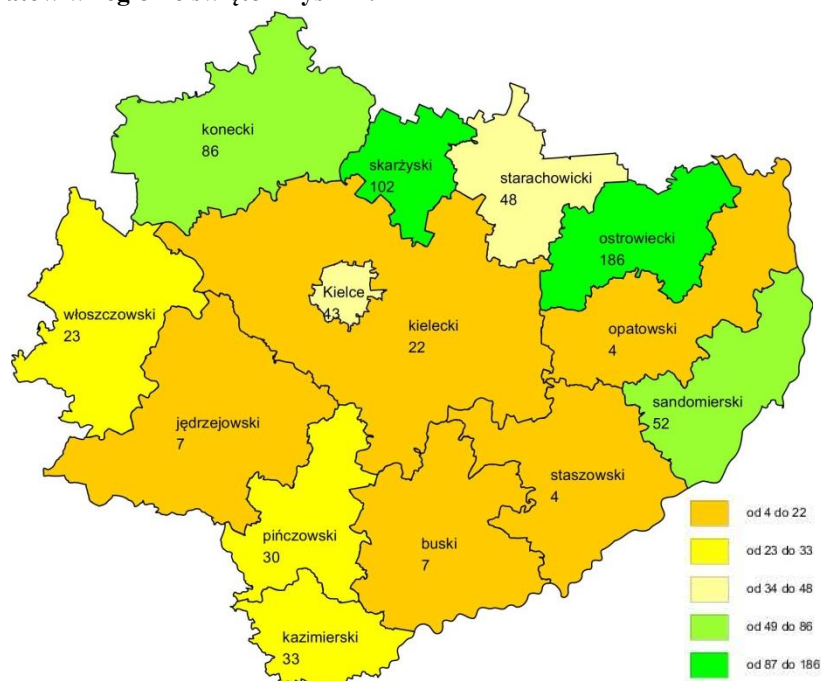 konecki
86
skarżyski
102
starachowicki
48
ostrowiecki
186
włoszczowski
23
Kielce
43
kielecki
22
opatowski
4
jędrzejowski
7
sandomierski
52
staszowski
4
pińczowski
30
buski
7
kazimierski
33
od 4 do 22
od 23 do 33
od 34 do 48
od 49 do 86
od 87 do 186